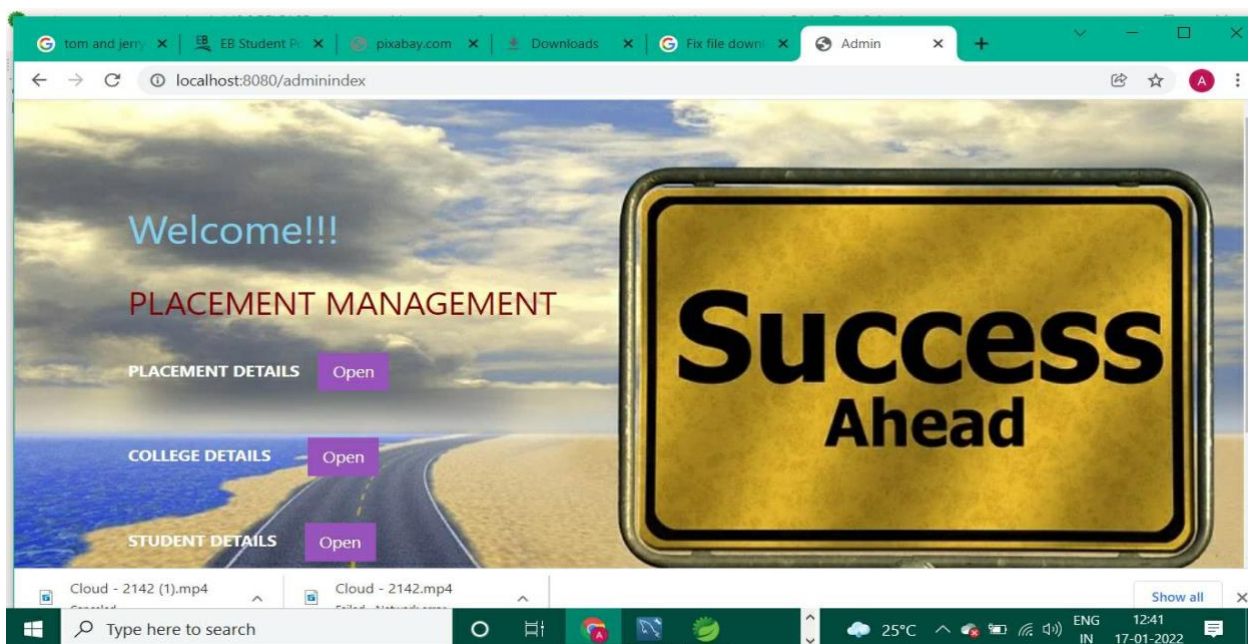 tom and jerry
EB Student Po
pixabay.com
Downloads
Fix file downl
Admin
localhost:8080/adminindex
A
Welcome!!!
PLACEMENT MANAGEMENT
PLACEMENT DETAILS Open
COLLEGE DETAILS Open
STUDENT DETAILS Open
Success
Ahead
Cloud - 2142 (1).mp4
Cloud - 2142.mp4
Show all
Type here to search
25°C
ENG
IN
12:41
17-01-2022